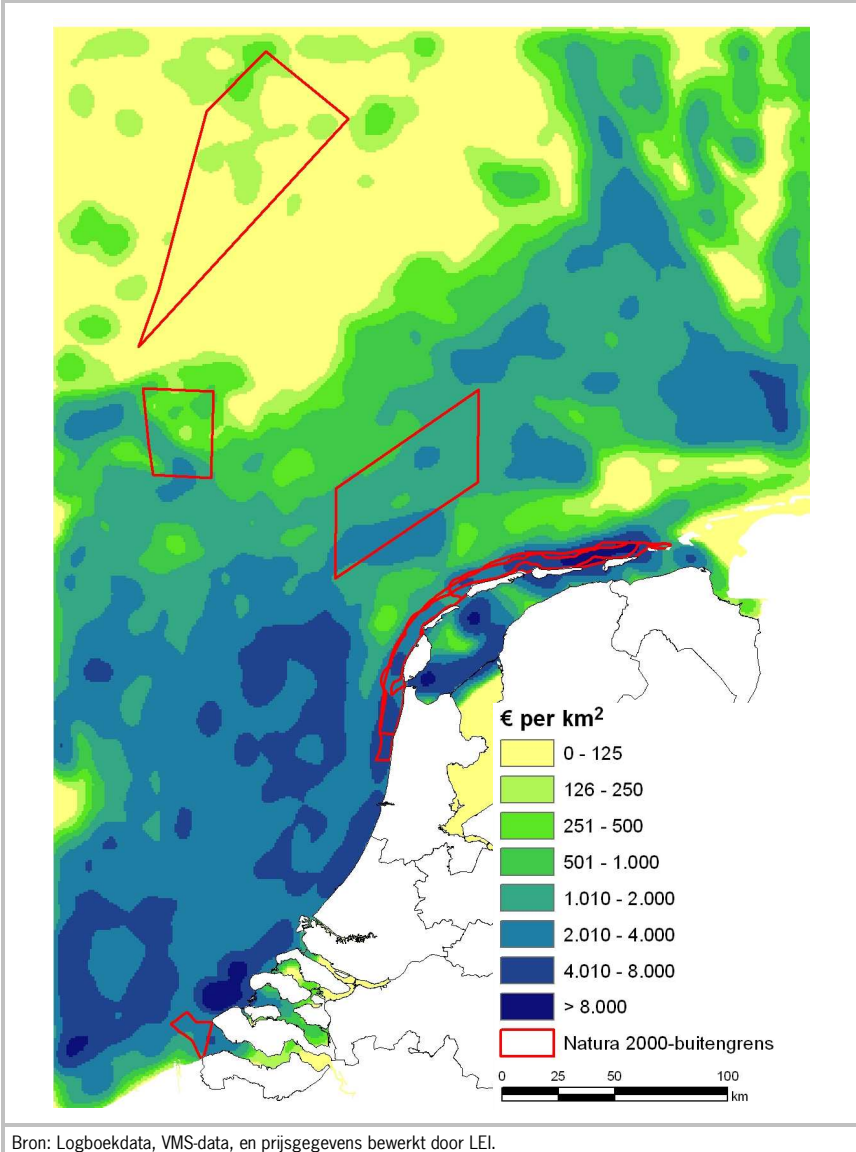 € per km²
0 - 125
126 - 250
251 - 500
501 - 1.000
1.010 - 2.000
2.010 - 4.000
4.010 - 8.000
> 8.000
Natura 2000-buitengrens
0 25 50 100
km
Bron: Logboekdata, VMS-data, en prijsgegevens bewerkt door LEI.